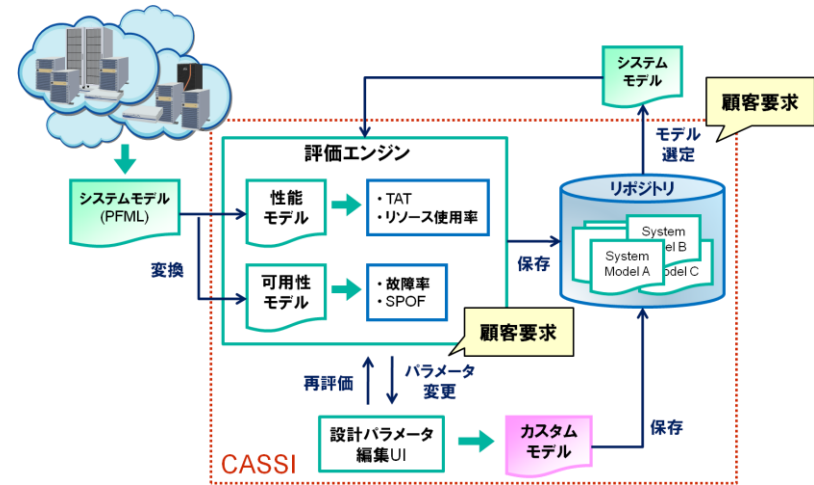 システム
モデル
顧客要求
評価エンジン
モデル
選定
システムモデル
(PFML)
性能
モデル
・TAT
・リソース使用率
リポジトリ
System
Model B
System
Model A
Model C
変換
保存
可用性
モデル
・故障率
・SPOF
顧客要求
再評価
パラメータ
変更
設計パラメータ
編集UI
カスタム
モデル
保存
CASSI